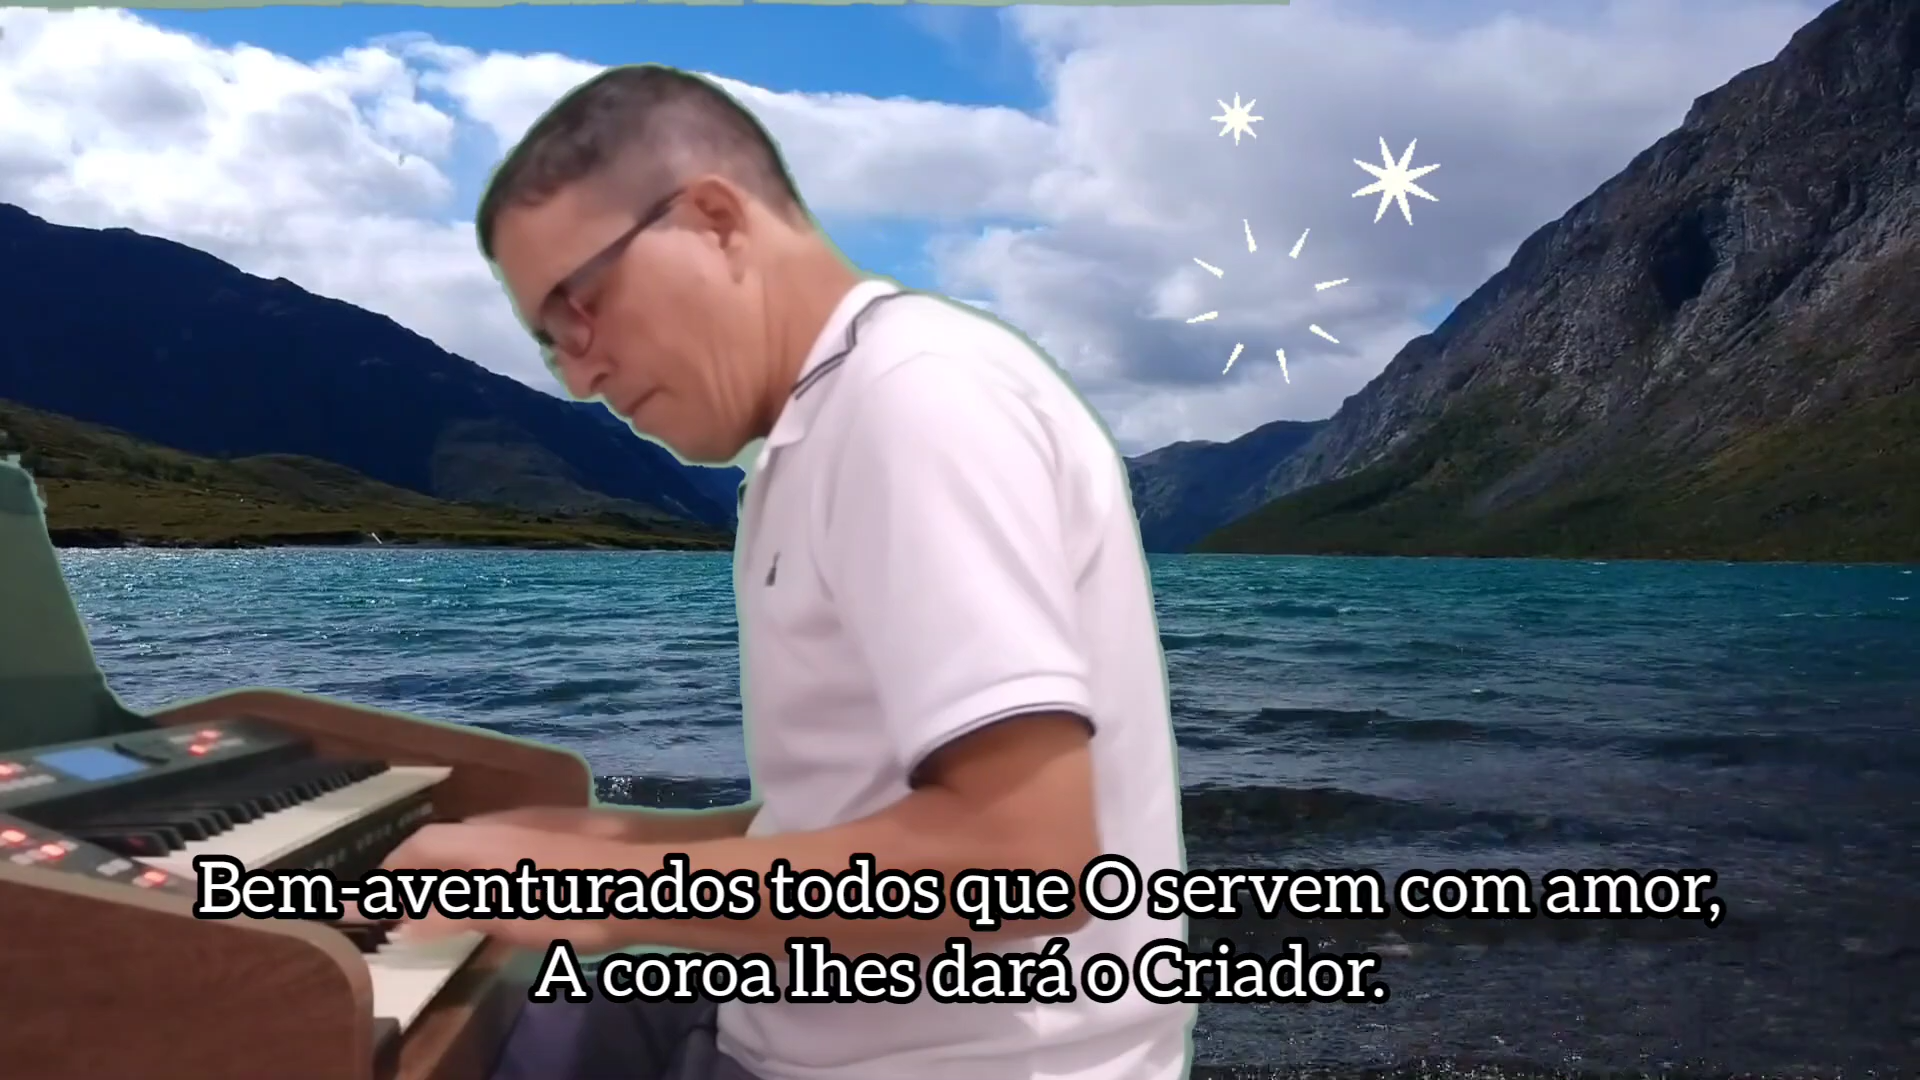 Bem-aventurados todos que O servem com amor,
A coroa lhes dará o Criador.